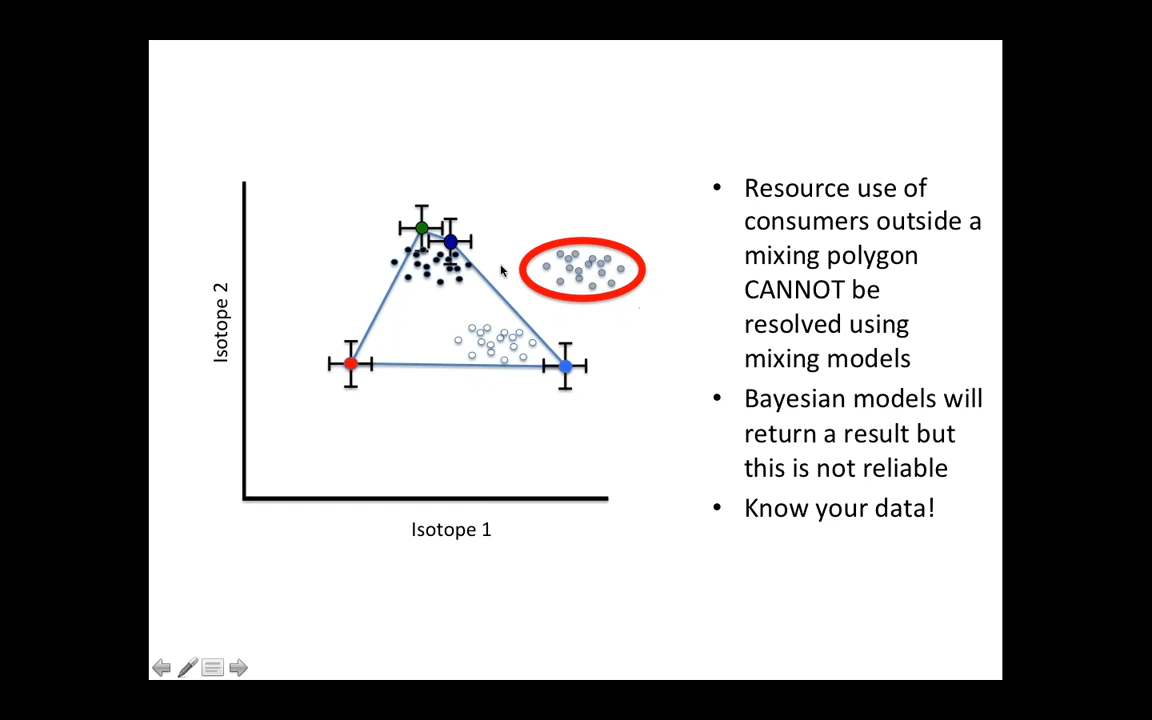 Isotope 2
Isotope 1
• Resource use of
consumers outside a
mixing polygon
CANNOT be
resolved using
mixing models
• Bayesian models will
return a result but
this is not reliable
• Know your data!